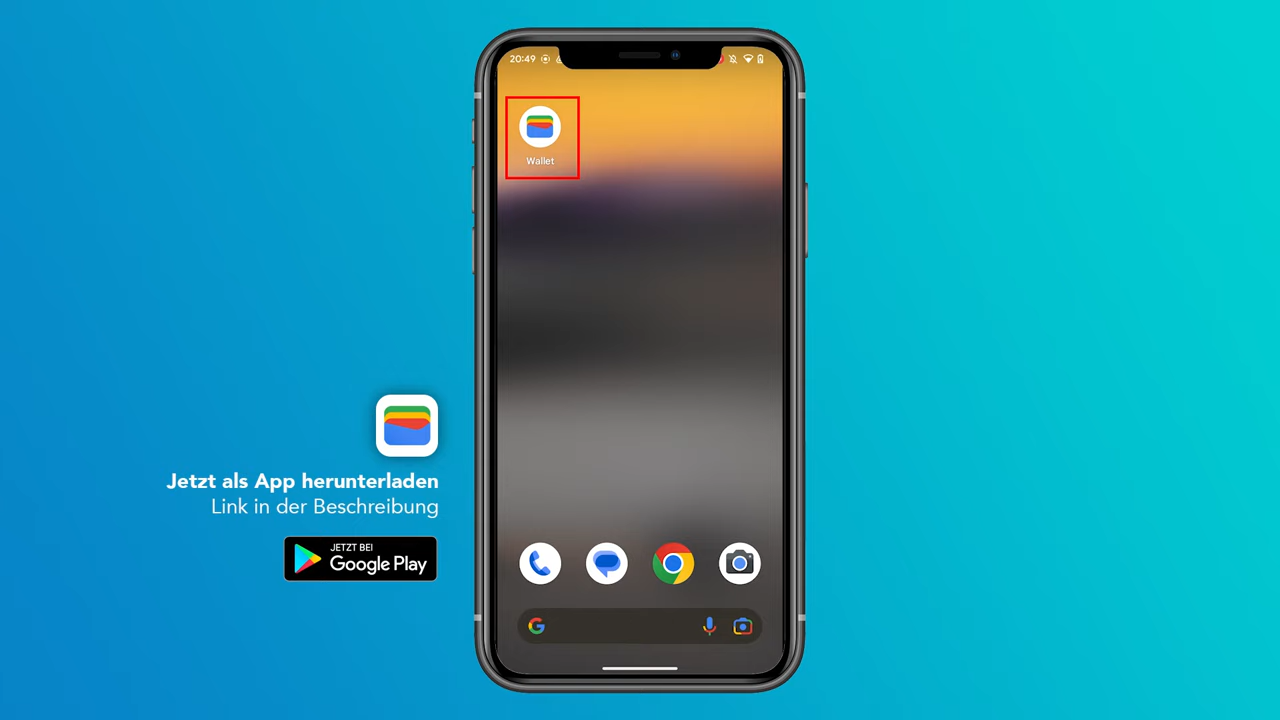 20:49
Wallet
Jetzt als App herunterladen
Link in der Beschreibung
JETZT BEI
Google Play